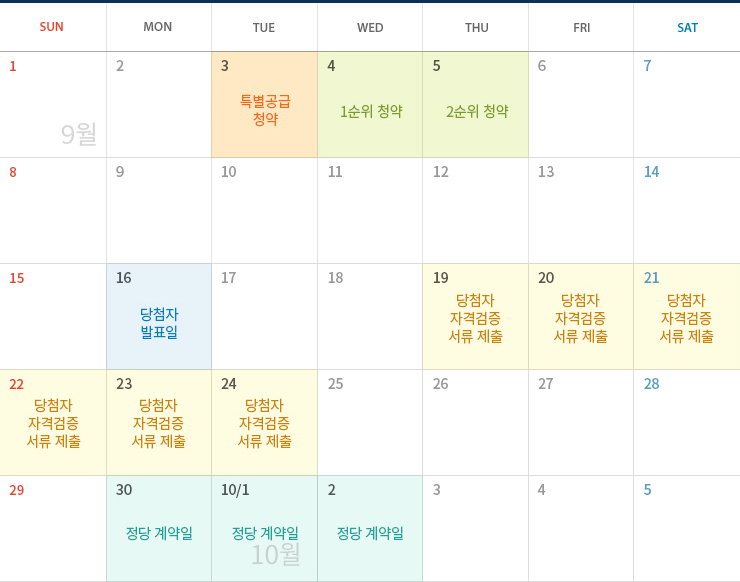 SUN MON TUE WED THU FRI SAT
1 2 3 4 5 6 7
특별공급
청약
1순위 청약
2순위 청약
9월
8 9 10 11 12 13 14
15 16 17 18 19 20 21
당첨자
발표일
당첨자
자격검증
서류 제출
당첨자
자격검증
서류 제출
당첨자
자격검증
서류 제출
22 23 24 25 26 27 28
당첨자
자격검증
서류 제출
당첨자
자격검증
서류 제출
당첨자
자격검증
서류 제출
29 30 10/1 2 3 4 5
정당 계약일
정당 계약일
정당 계약일
10월